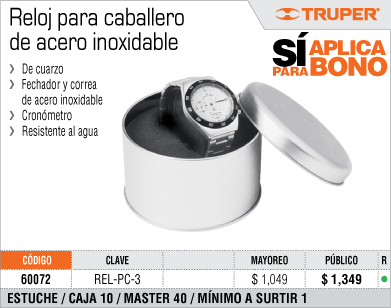 Reloj para caballero
de acero inoxidable
TRUPER®
SÍ APLICA
PARA BONO
› De cuarzo
› Fechador y correa
de acero inoxidable
› Cronómetro
› Resistente al agua
CÓDIGO CLAVE MAYOREO PÚBLICO R
60072 REL-PC-3 $ 1,049 $ 1,349 ●
ESTUCHE / CAJA 10 / MASTER 40 / MÍNIMO A SURTIR 1